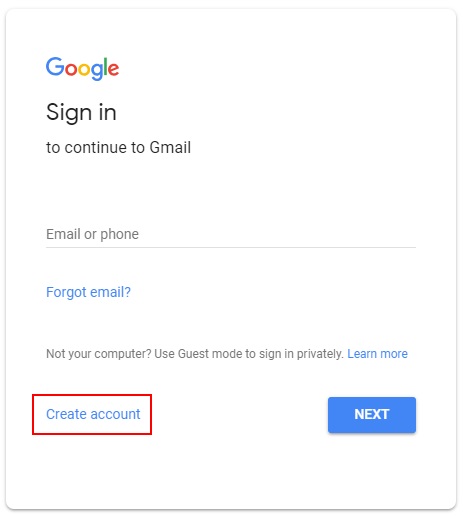 Google
Sign in
to continue to Gmail
Email or phone
Forgot email?
Not your computer? Use Guest mode to sign in privately. Learn more
Create account
NEXT